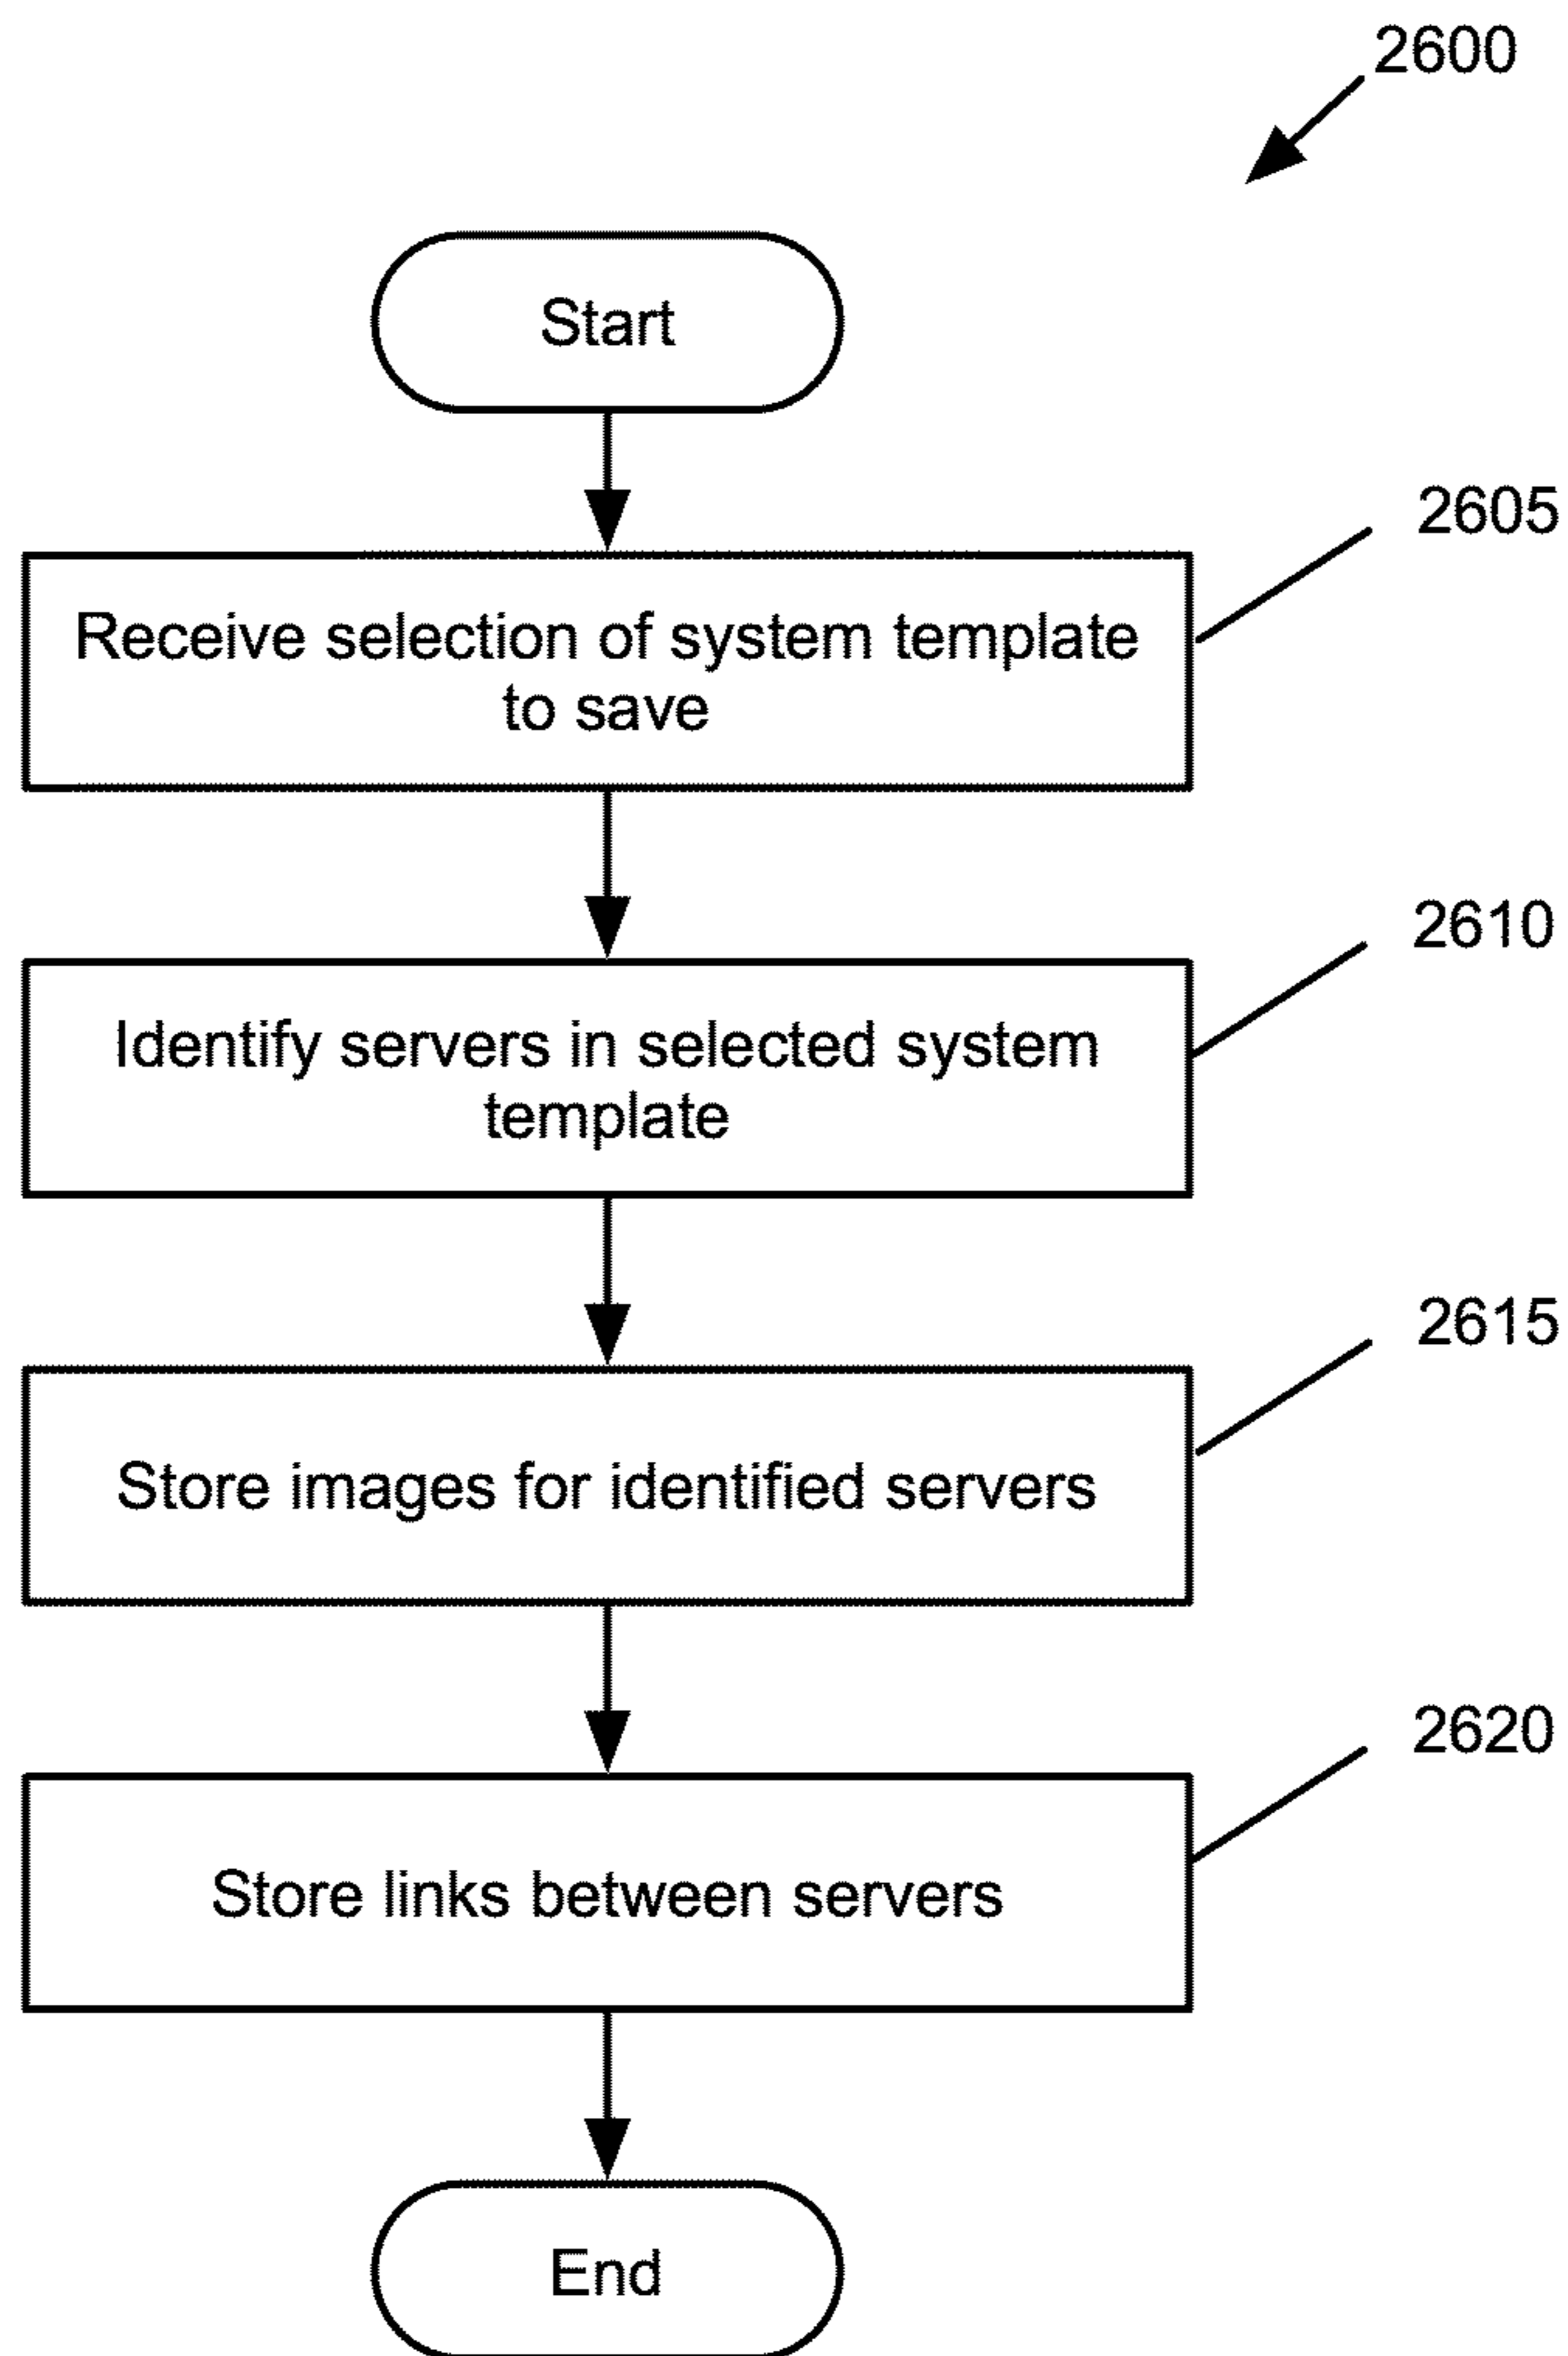 2600
Start
2605
Receive selection of system template
to save
2610
Identify servers in selected system
template
2615
Store images for identified servers
2620
Store links between servers
End